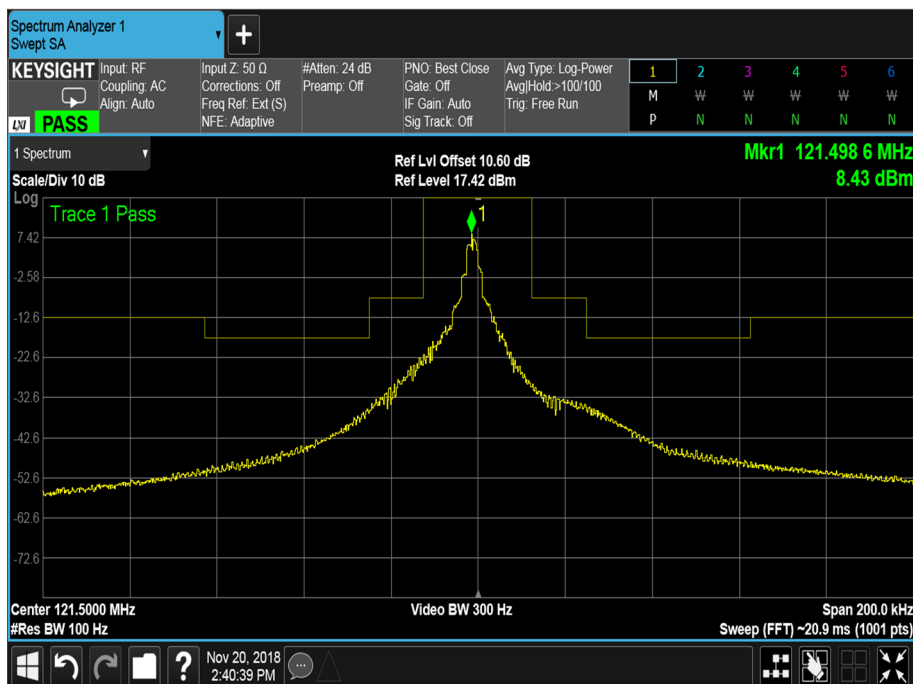 Spectrum Analyzer 1
Swept SA
KEYSIGHT
LXI
PASS
Input: RF
Coupling: AC
Align: Auto
Input Z: 50 Ω
Corrections: Off
Freq Ref: Ext (S)
NFE: Adaptive
#Atten: 24 dB
Preamp: Off
PNO: Best Close
Gate: Off
IF Gain: Auto
Sig Track: Off
Avg Type: Log-Power
Avg|Hold:>100/100
Trig: Free Run
1 2 3 4 5 6
M W W W W W
P N N N N N
1 Spectrum
Scale/Div 10 dB
Ref Lvl Offset 10.60 dB
Ref Level 17.42 dBm
Mkr1 121.498 6 MHz
8.43 dBm
Log
Trace 1 Pass
1
7.42
-2.58
-12.6
-22.6
-32.6
-42.6
-52.6
-62.6
-72.6
Center 121.5000 MHz
#Res BW 100 Hz
Video BW 300 Hz
Span 200.0 kHz
Sweep (FFT) ~20.9 ms (1001 pts)
?
Nov 20, 2018
2:40:39 PM